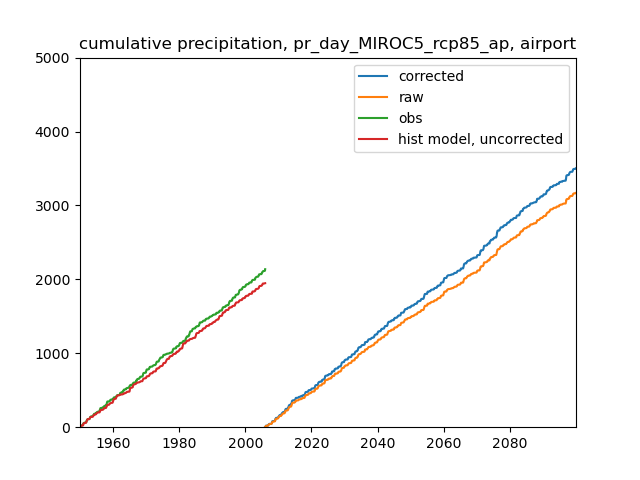 cumulative precipitation, pr_day_MIROC5_rcp85_ap, airport
5000
4000
3000
2000
1000
0
corrected
raw
obs
hist model, uncorrected
1960
1980
2000
2020
2040
2060
2080